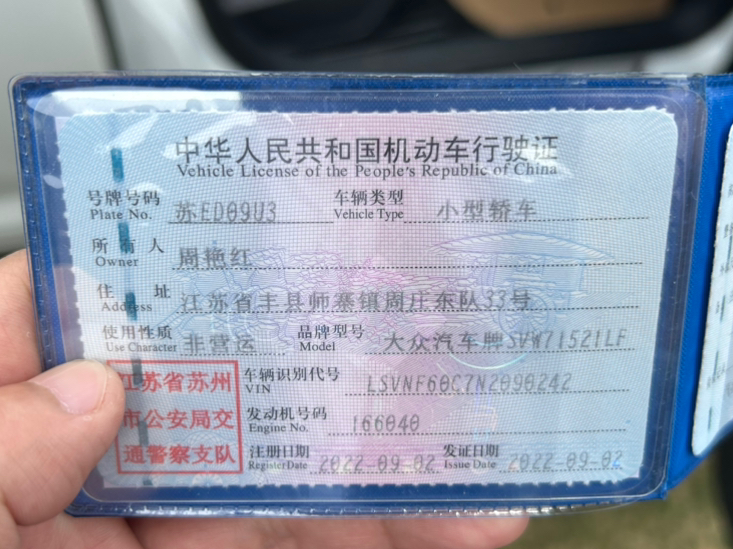 中华人民共和国机动车行驶证
Vehicle License of the People's Republic of China
号牌号码 苏ED09U3 车辆类型 小型轿车
Plate No. Vehicle Type
所有人 周艳红
Owner
住址 江苏省丰县师寨镇周庄东队33号
Address
使用性质 非营运 品牌型号 大众汽车牌SVW71521LF
Use Character Model
江苏省苏州 车辆识别代号 LSVNF60C7N2090242
VIN
市公安局交 发动机号码 166040
Engine No.
通警察支队 注册日期 2022-09-02 发证日期 2022-09-02
Register Date Issue Date